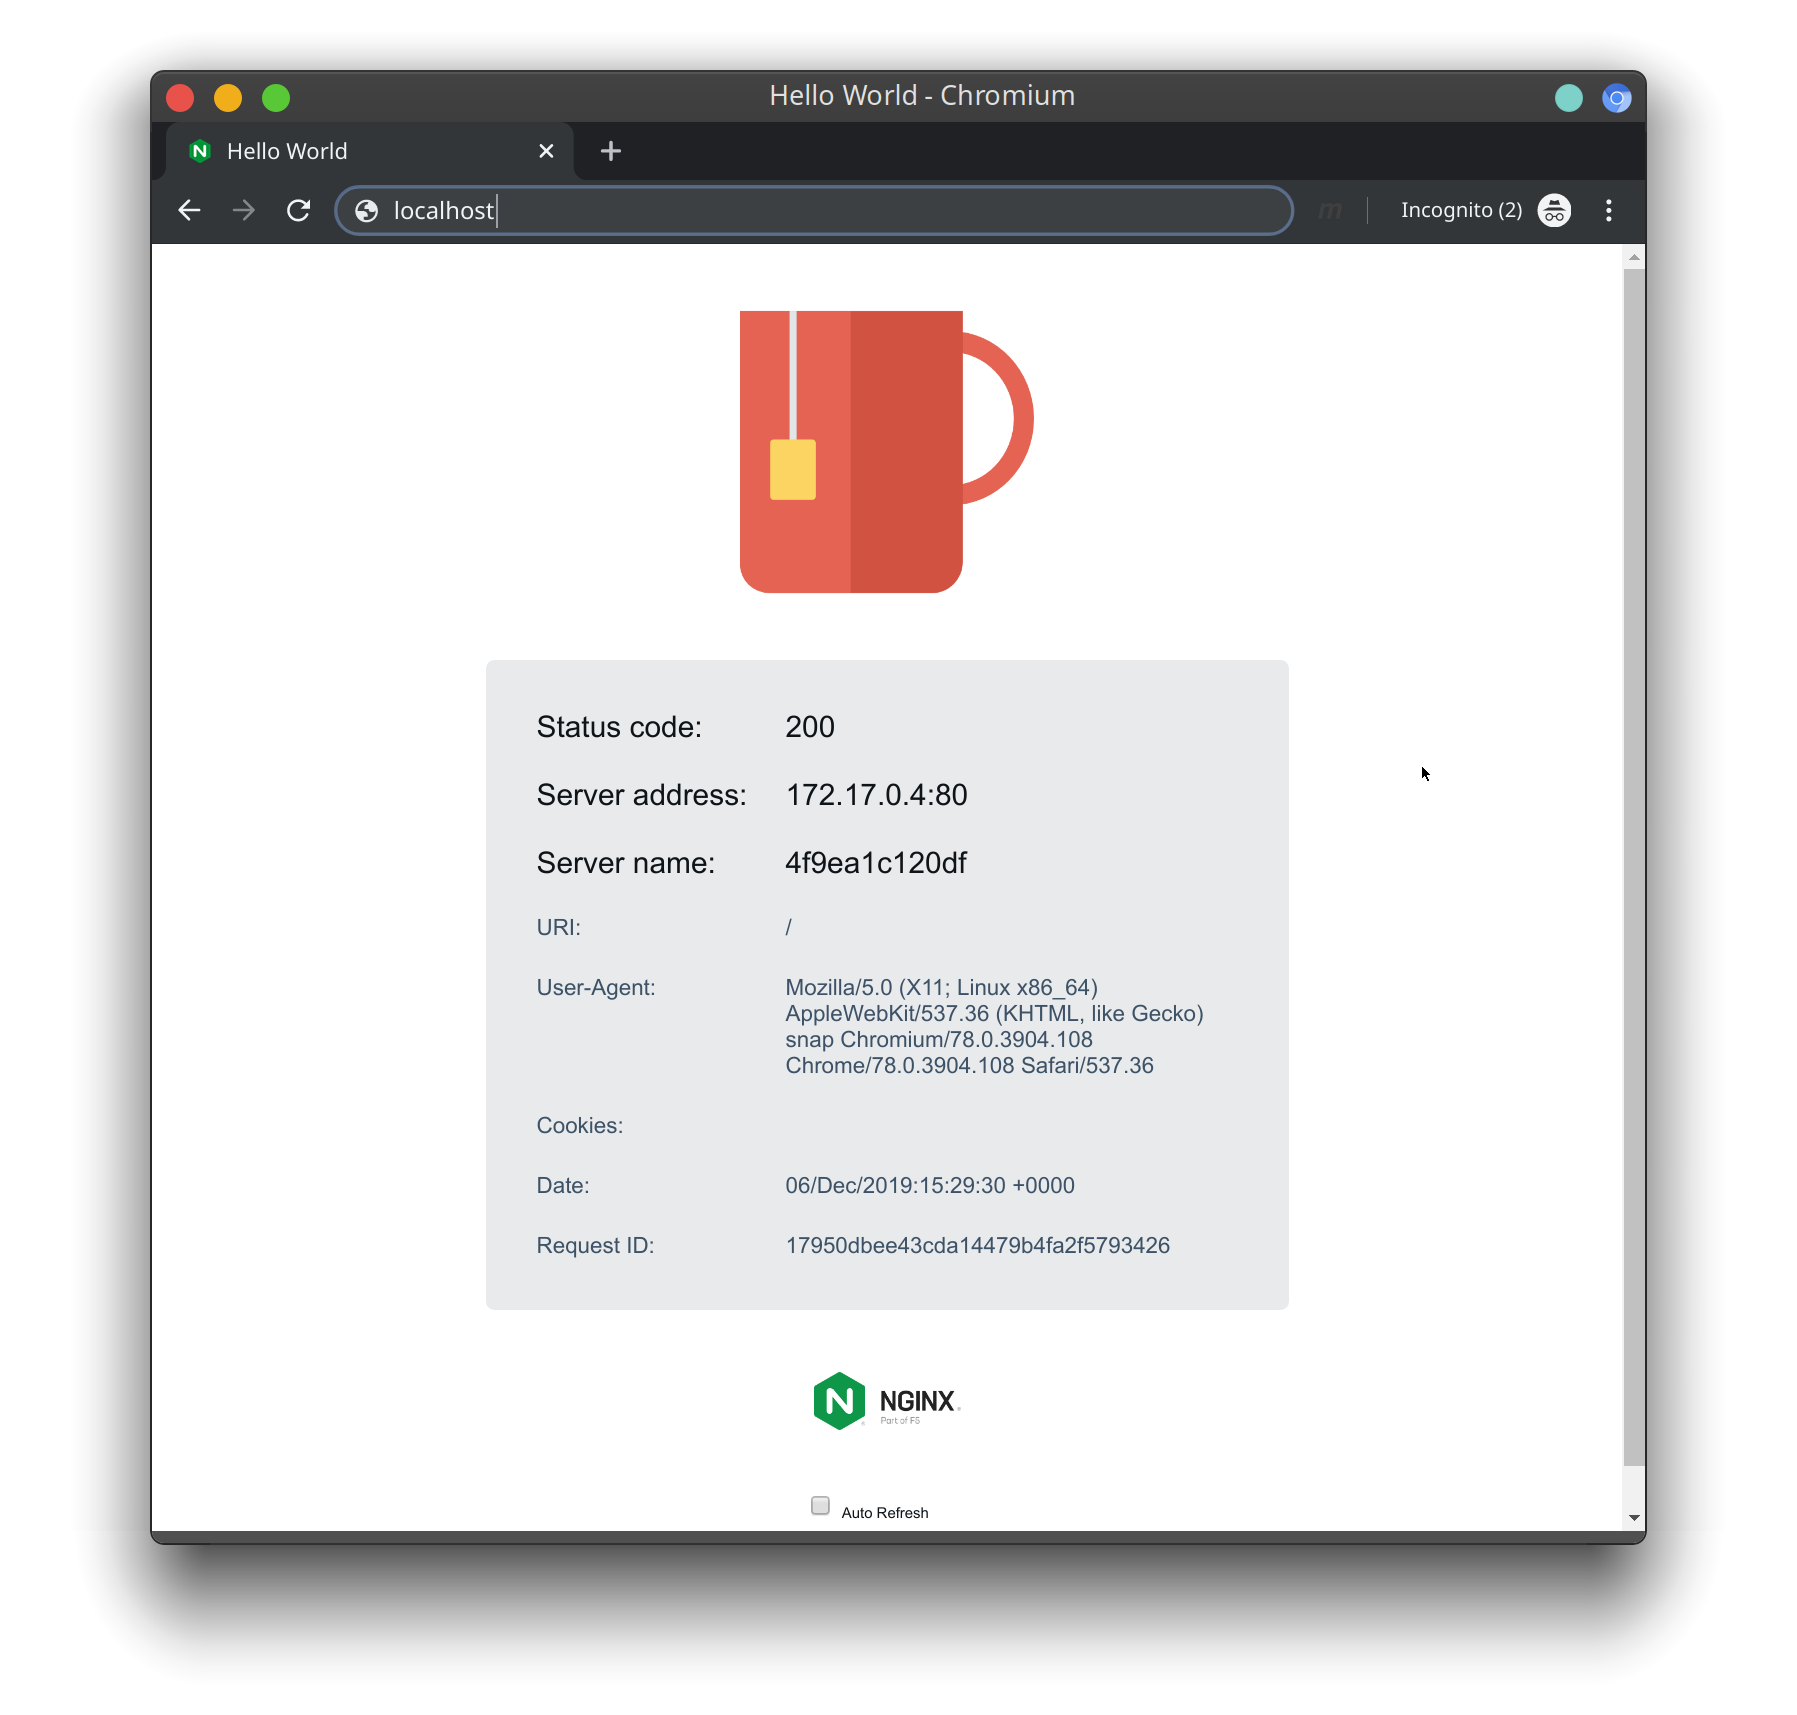 Hello World - Chromium
Hello World
localhost
m
Incognito (2)
Status code: 200
Server address: 172.17.0.4:80
Server name: 4f9ea1c120df
URI: /
User-Agent: Mozilla/5.0 (X11; Linux x86_64)
AppleWebKit/537.36 (KHTML, like Gecko)
snap Chromium/78.0.3904.108
Chrome/78.0.3904.108 Safari/537.36
Cookies:
Date: 06/Dec/2019:15:29:30 +0000
Request ID: 17950dbee43cda14479b4fa2f5793426
N NGINX
Part of F5
Auto Refresh